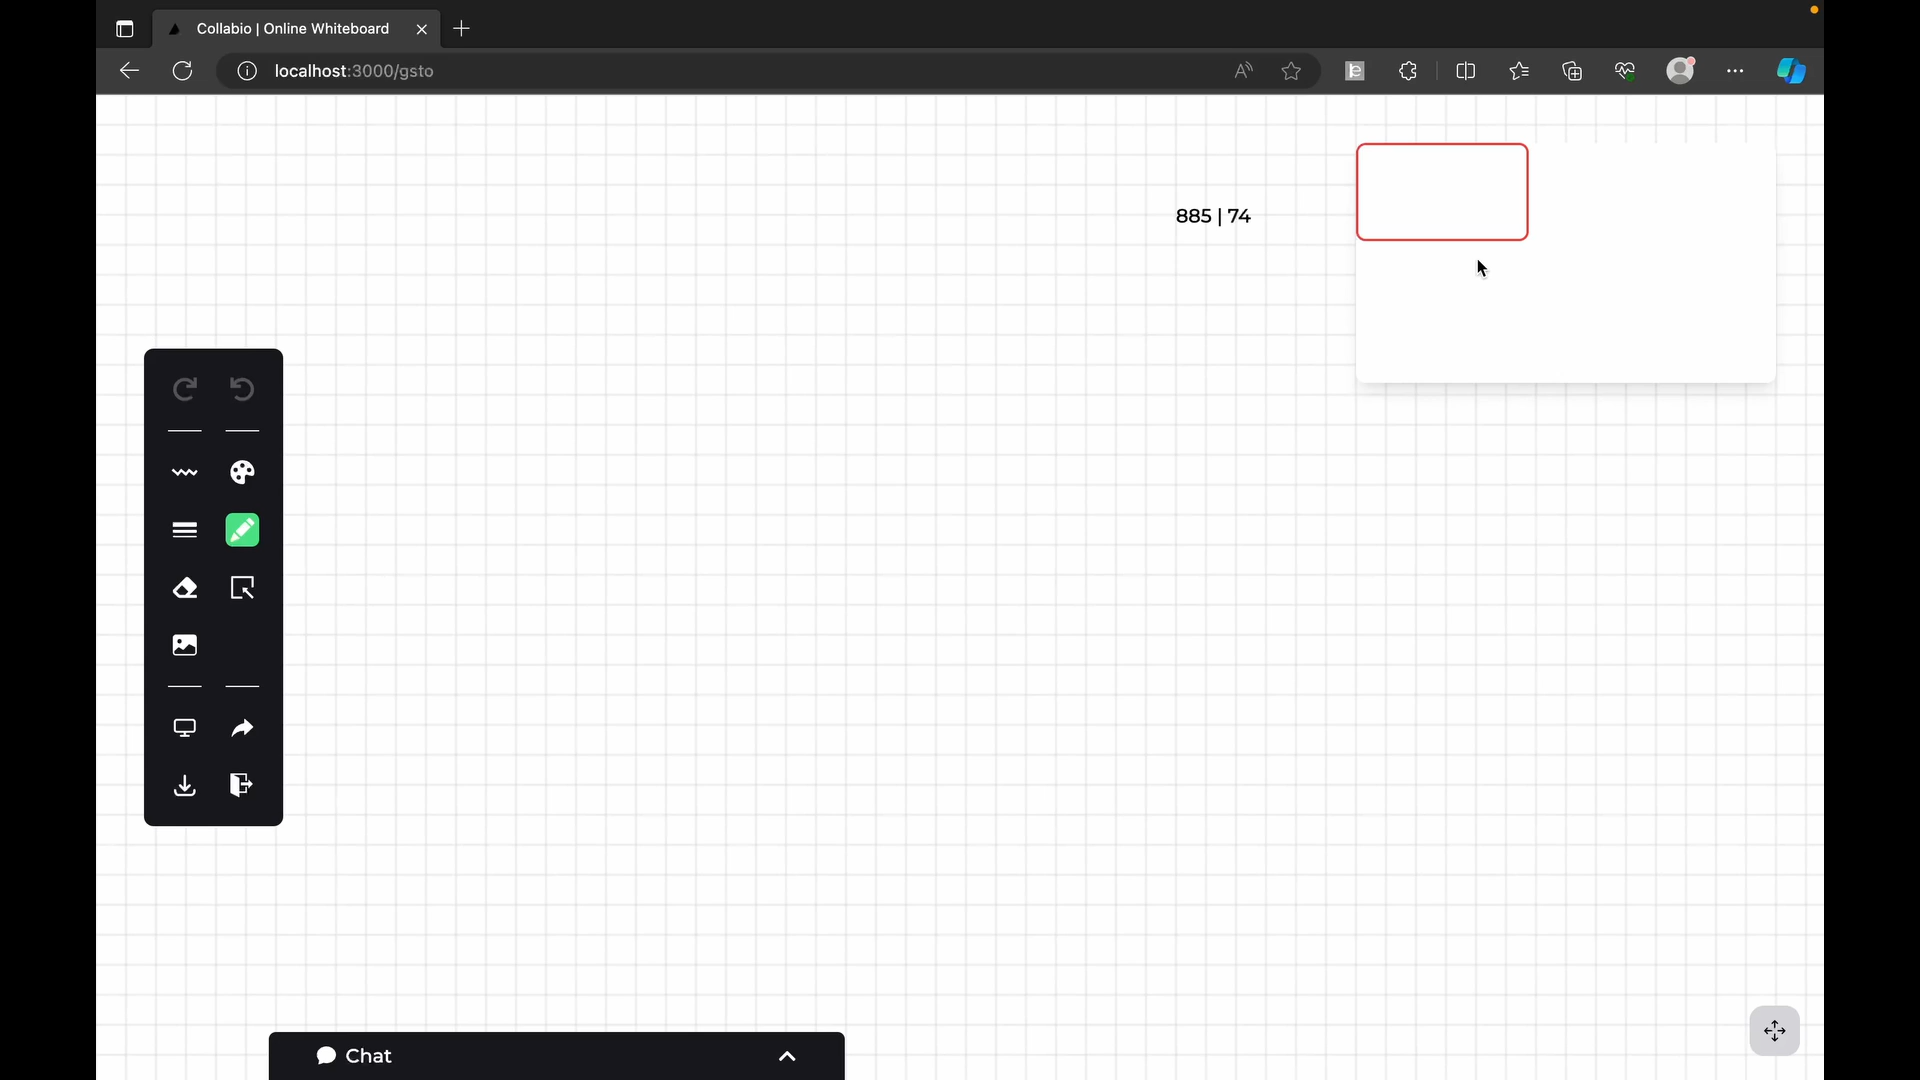 Collabio | Online Whiteboard
localhost:3000/gsto
885 | 74
Chat